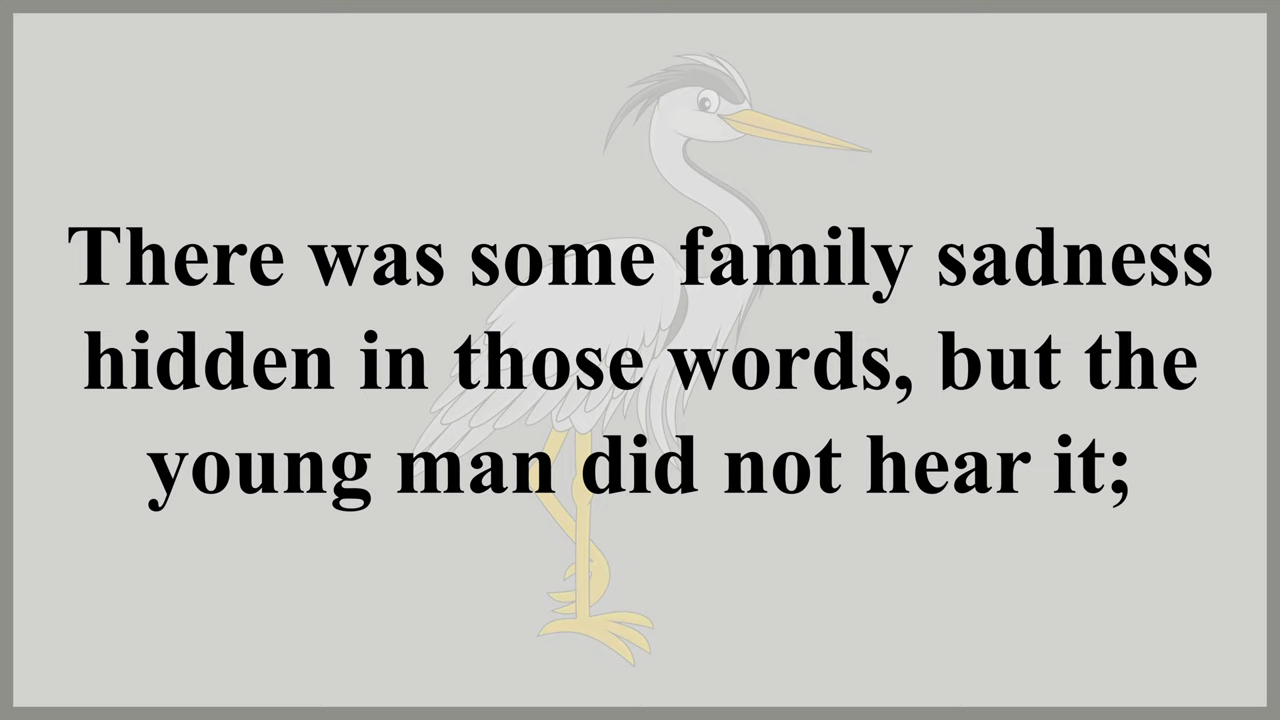 There was some family sadness
hidden in those words, but the
young man did not hear it;